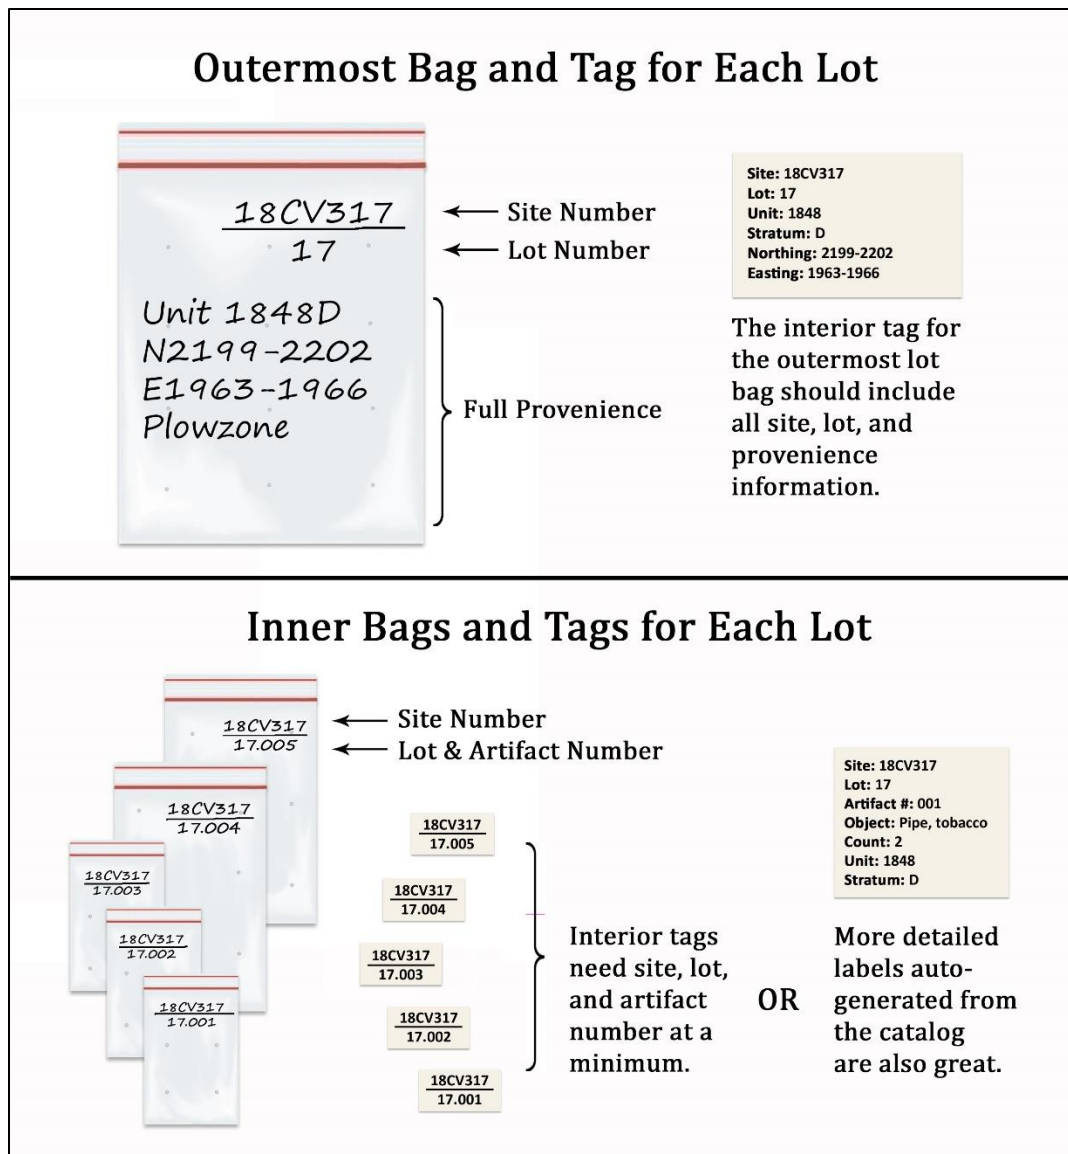 Outermost Bag and Tag for Each Lot
18CV317
17
Site Number
Lot Number
Unit 1848D
N2199-2202
E1963-1966
Plowzone
Full Provenience
Site: 18CV317
Lot: 17
Unit: 1848
Stratum: D
Northing: 2199-2202
Easting: 1963-1966
The interior tag for
the outermost lot
bag should include
all site, lot, and
provenience
information.
Inner Bags and Tags for Each Lot
18CV317
17.005
Site Number
Lot & Artifact Number
18CV317
17.004
18CV317
17.003
18CV317
17.002
18CV317
17.001
18CV317
17.005
18CV317
17.004
18CV317
17.003
18CV317
17.002
18CV317
17.001
Interior tags
need site, lot,
and artifact
number at a
minimum.
OR
Site: 18CV317
Lot: 17
Artifact #: 001
Object: Pipe, tobacco
Count: 2
Unit: 1848
Stratum: D
More detailed
labels auto-
generated from
the catalog
are also great.